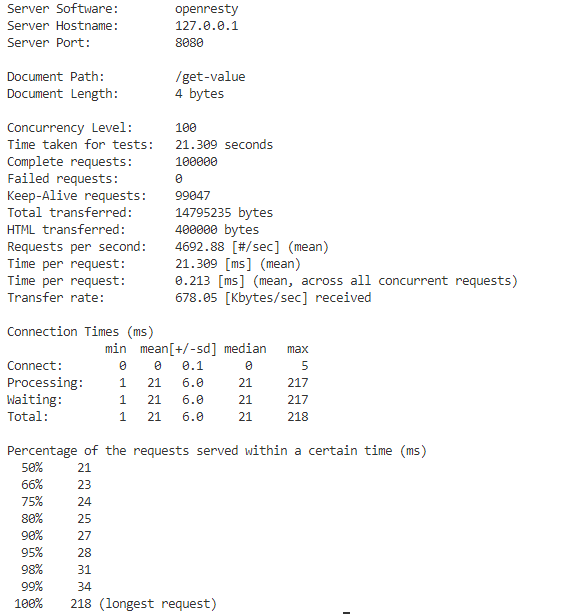 Server Software:        openresty
Server Hostname:        127.0.0.1
Server Port:            8080

Document Path:          /get-value
Document Length:        4 bytes

Concurrency Level:      100
Time taken for tests:   21.309 seconds
Complete requests:      100000
Failed requests:        0
Keep-Alive requests:    99047
Total transferred:      14795235 bytes
HTML transferred:       400000 bytes
Requests per second:    4692.88 [#/sec] (mean)
Time per request:       21.309 [ms] (mean)
Time per request:       0.213 [ms] (mean, across all concurrent requests)
Transfer rate:          678.05 [Kbytes/sec] received

Connection Times (ms)
              min  mean[+/-sd] median   max
Connect:        0    0   0.1      0       5
Processing:     1   21   6.0     21     217
Waiting:        1   21   6.0     21     217
Total:          1   21   6.0     21     218

Percentage of the requests served within a certain time (ms)
  50%     21
  66%     23
  75%     24
  80%     25
  90%     27
  95%     28
  98%     31
  99%     34
 100%    218 (longest request)